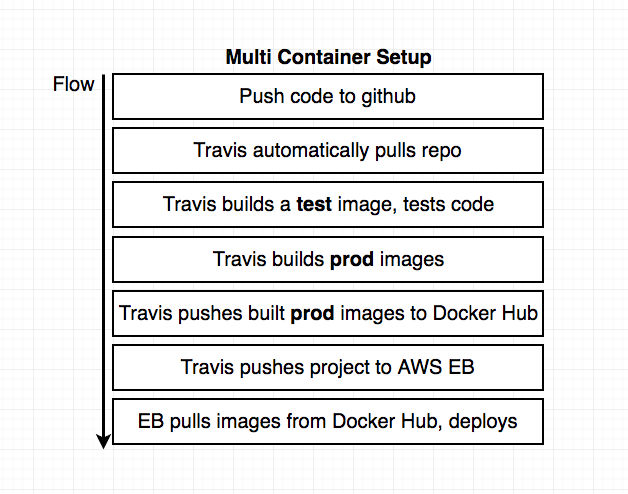 Multi Container Setup
Flow
Push code to github
Travis automatically pulls repo
Travis builds a test image, tests code
Travis builds prod images
Travis pushes built prod images to Docker Hub
Travis pushes project to AWS EB
EB pulls images from Docker Hub, deploys